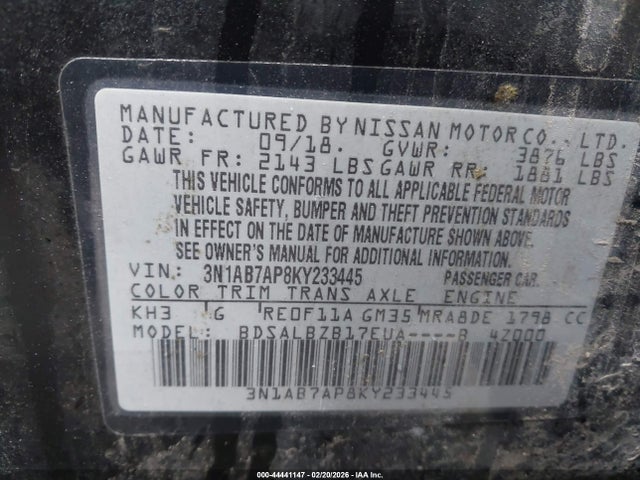 MANUFACTURED BY NISSAN MOTOR CO., LTD.
DATE: 09/18. GVWR: 3876 LBS
GAWR FR: 2143 LBS GAWR RR: 1881 LBS
THIS VEHICLE CONFORMS TO ALL APPLICABLE FEDERAL MOTOR
VEHICLE SAFETY, BUMPER AND THEFT PREVENTION STANDARDS
IN EFFECT ON THE DATE OF MANUFACTURE SHOWN ABOVE.
SEE OWNER'S MANUAL FOR ADDITIONAL INFORMATION
VIN: 3N1AB7AP8KY233445 PASSENGER CAR
COLOR TRIM TRANS AXLE ENGINE
KH3 G RE0F11A GM35 MRA8DE 1798 CC
MODEL: BDSALBZB17EUA----B 4Z000
3N1AB7AP8KY233445
000-44441147 - 02/20/2026 - IAA Inc.